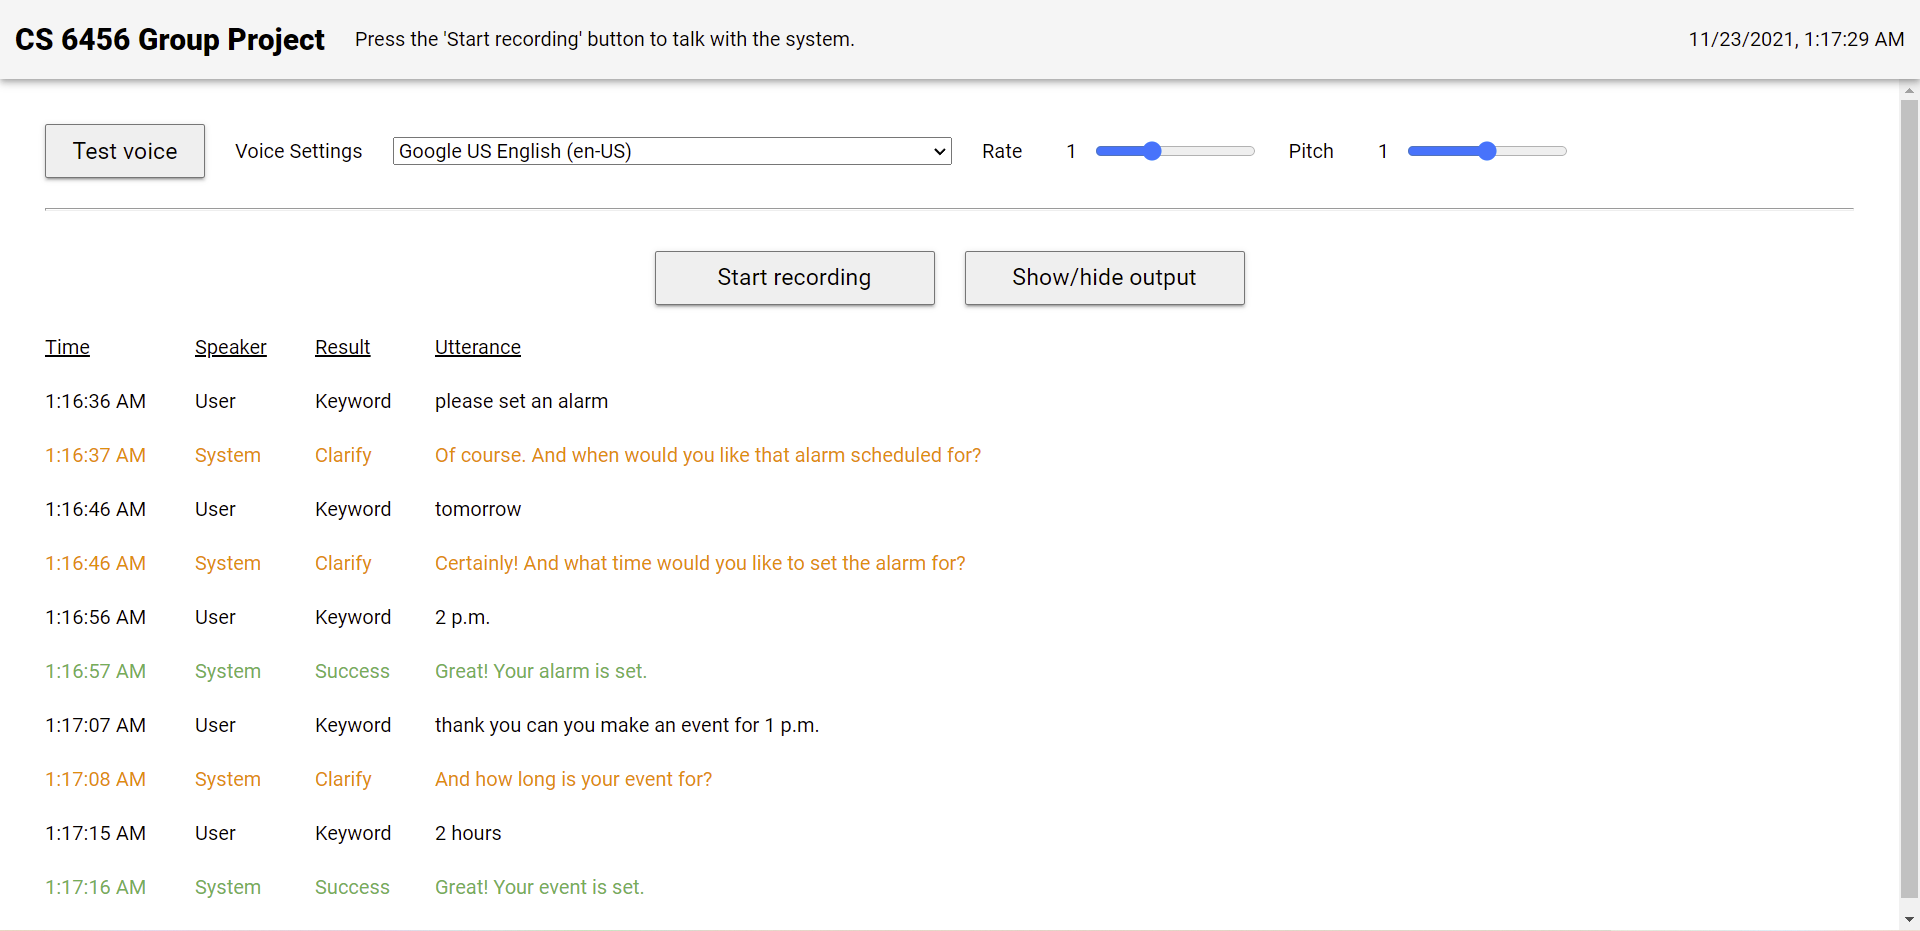 CS 6456 Group Project Press the 'Start recording' button to talk with the system. 11/23/2021, 1:17:29 AM
Test voice Voice Settings Google US English (en-US) Rate 1 Pitch 1
Start recording Show/hide output
Time Speaker Result Utterance
1:16:36 AM User Keyword please set an alarm
1:16:37 AM System Clarify Of course. And when would you like that alarm scheduled for?
1:16:46 AM User Keyword tomorrow
1:16:46 AM System Clarify Certainly! And what time would you like to set the alarm for?
1:16:56 AM User Keyword 2 p.m.
1:16:57 AM System Success Great! Your alarm is set.
1:17:07 AM User Keyword thank you can you make an event for 1 p.m.
1:17:08 AM System Clarify And how long is your event for?
1:17:15 AM User Keyword 2 hours
1:17:16 AM System Success Great! Your event is set.